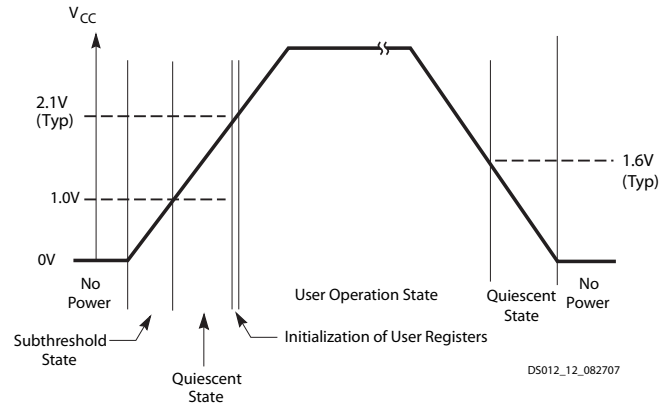 VCC
2.1V
(Typ)
1.0V
0V
1.6V
(Typ)
No
Power
User Operation State
Quiescent
State
No
Power
Subthreshold
State
Initialization of User Registers
Quiescent
State
DS012_12_082707